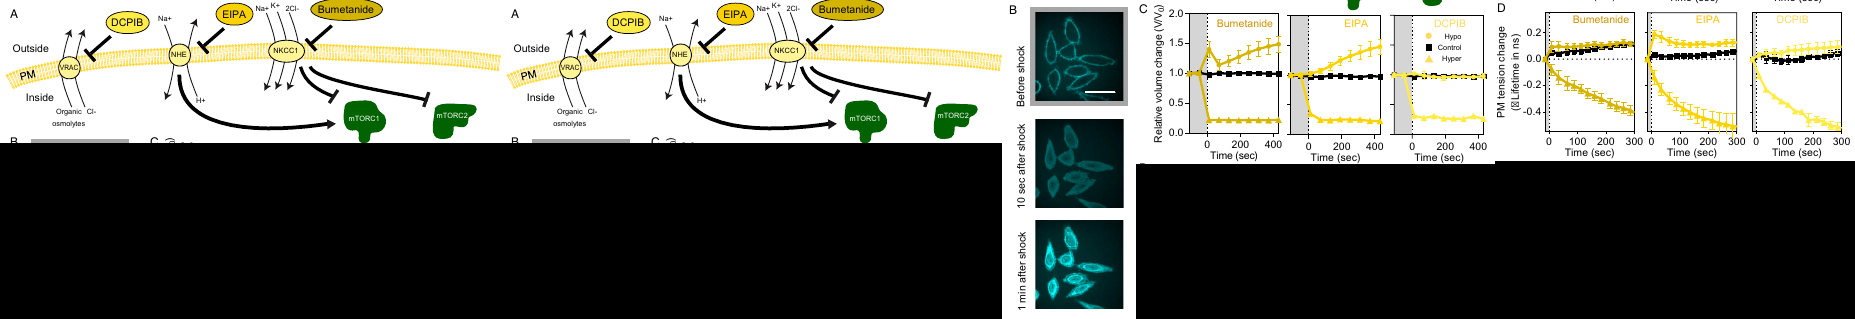 A
DCPIB
Na+
EIPA
Na+
K+
2Cl-
Bumetanide
Outside
PM
Inside
VRAC
NHE
NKCC1
Organic
osmolytes
Cl-
H+
mTORC1
mTORC2
A
DCPIB
Na+
EIPA
Na+
K+
2Cl-
Bumetanide
Outside
PM
Inside
VRAC
NHE
NKCC1
Organic
osmolytes
Cl-
H+
mTORC1
mTORC2
B
Before shock
10 sec after shock
1 min after shock
C
Relative volume change (V/V0)
2.0
1.5
1.0
0.5
0.0
Bumetanide
EIPA
DCPIB
Hypo
Control
Hyper
0 200 400
0 200 400
0 200 400
Time (sec)
Time (sec)
Time (sec)
D
PM tension change
Lifetime in ns)
0.2
0.0
-0.2
-0.4
Bumetanide
EIPA
DCPIB
0 100 200 300
0 100 200 300
0 100 200 300
Time (sec)
Time (sec)
Time (sec)